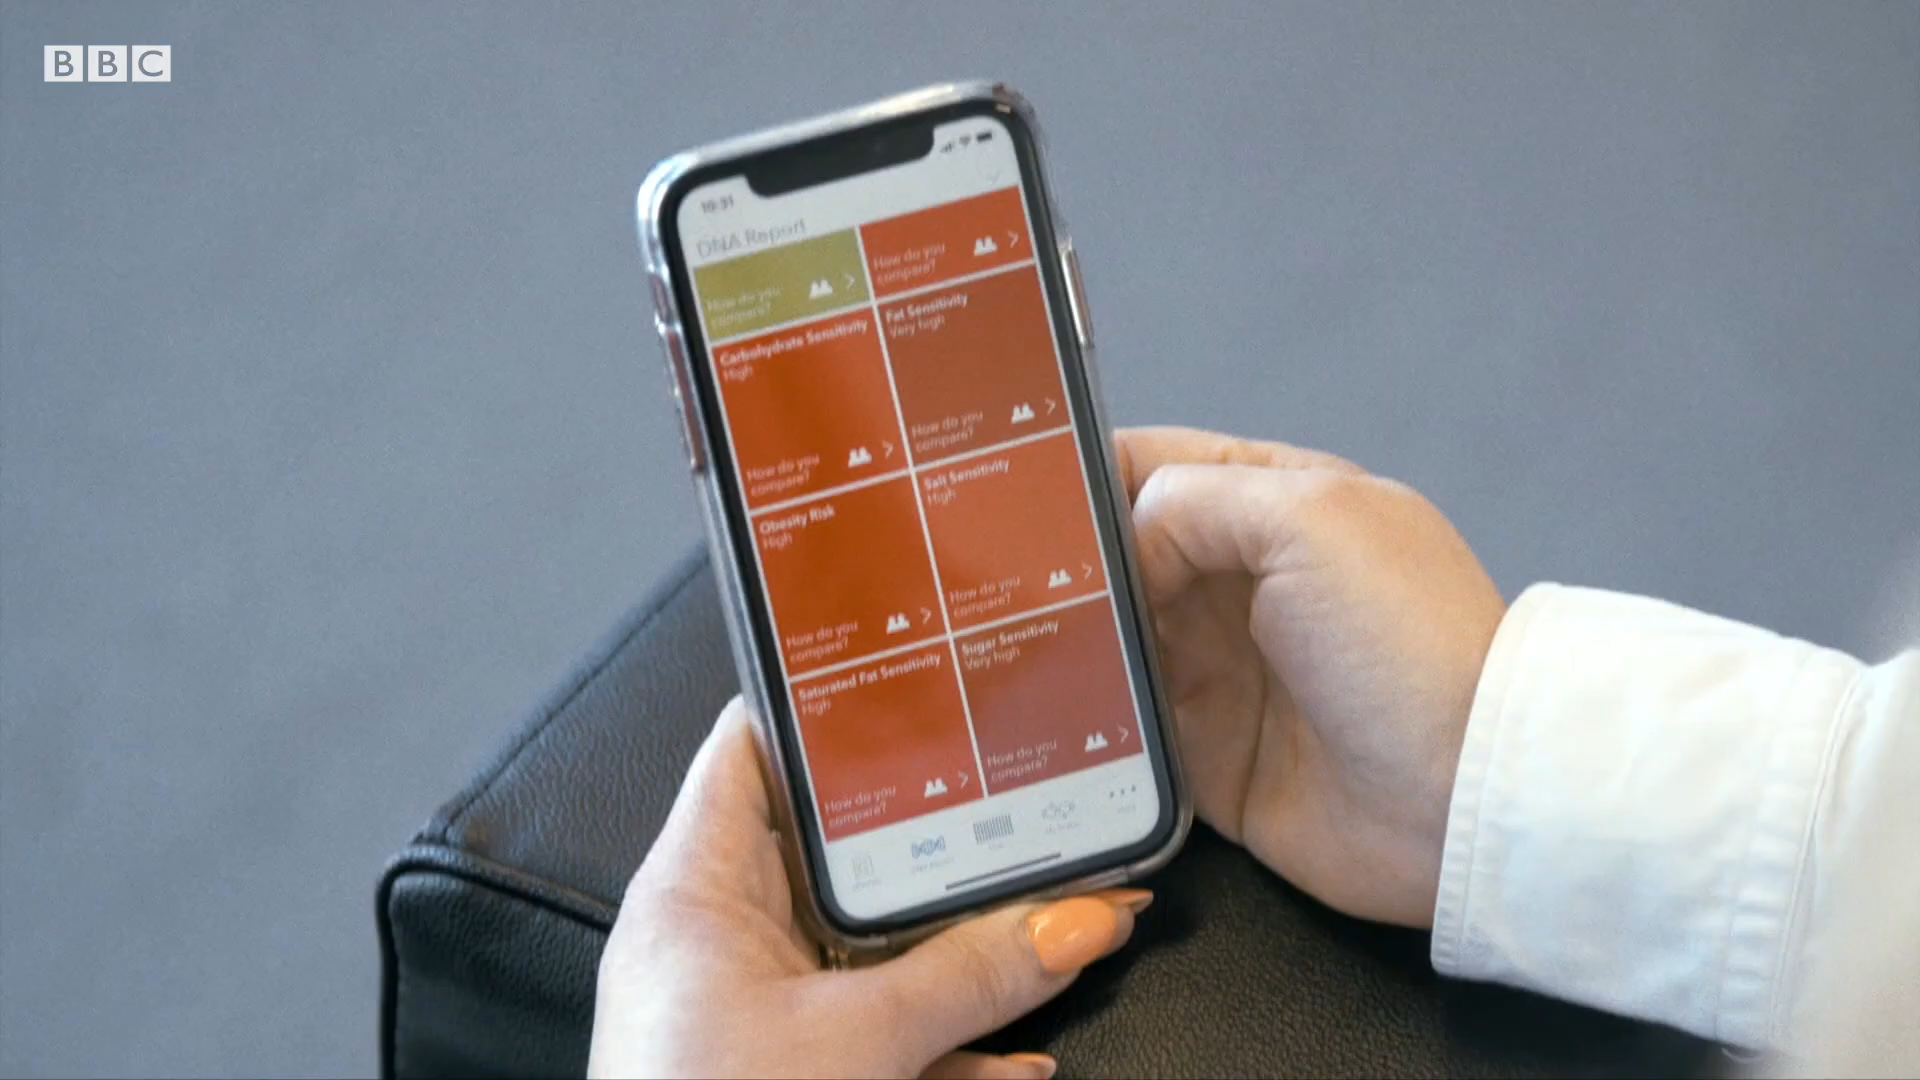 BBC
10:31
DNA Report
How do you
compare?
How do you
compare?
Carbohydrate Sensitivity
High
How do you
compare?
Fat Sensitivity
Very high
How do you
compare?
Obesity Risk
High
How do you
compare?
Salt Sensitivity
High
How do you
compare?
Saturated Fat Sensitivity
High
How do you
compare?
Sugar Sensitivity
Very high
How do you
compare?